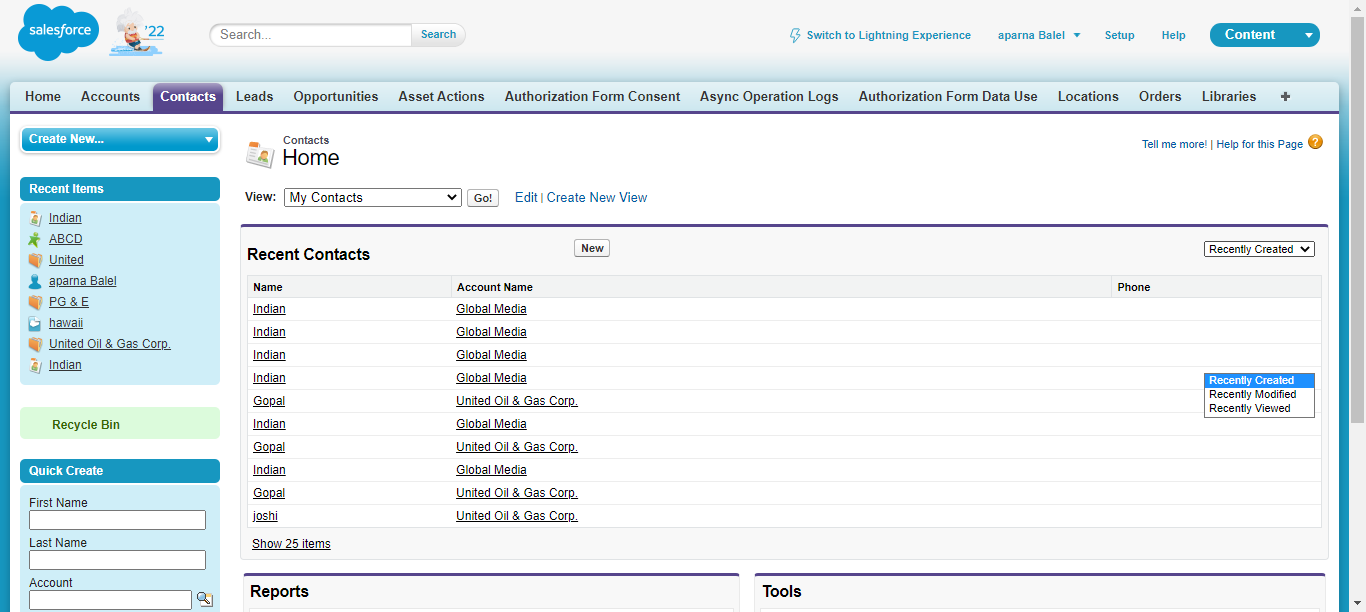 salesforce
'22
Search...
Search
Switch to Lightning Experience
aparna Balel
Setup
Help
Content
Home Accounts Contacts Leads Opportunities Asset Actions Authorization Form Consent Async Operation Logs Authorization Form Data Use Locations Orders Libraries +
Create New...
Recent Items
Indian
ABCD
United
aparna Balel
PG & E
hawaii
United Oil & Gas Corp.
Indian
Recycle Bin
Quick Create
First Name
Last Name
Account
Contacts
Home
Tell me more! | Help for this Page ?
View: My Contacts Go! Edit | Create New View
Recent Contacts New Recently Created
Name Account Name Phone
Indian Global Media
Indian Global Media
Indian Global Media
Indian Global Media
Gopal United Oil & Gas Corp.
Indian Global Media
Gopal United Oil & Gas Corp.
Indian Global Media
Gopal United Oil & Gas Corp.
joshi United Oil & Gas Corp.
Recently Created
Recently Modified
Recently Viewed
Show 25 items
Reports
Tools